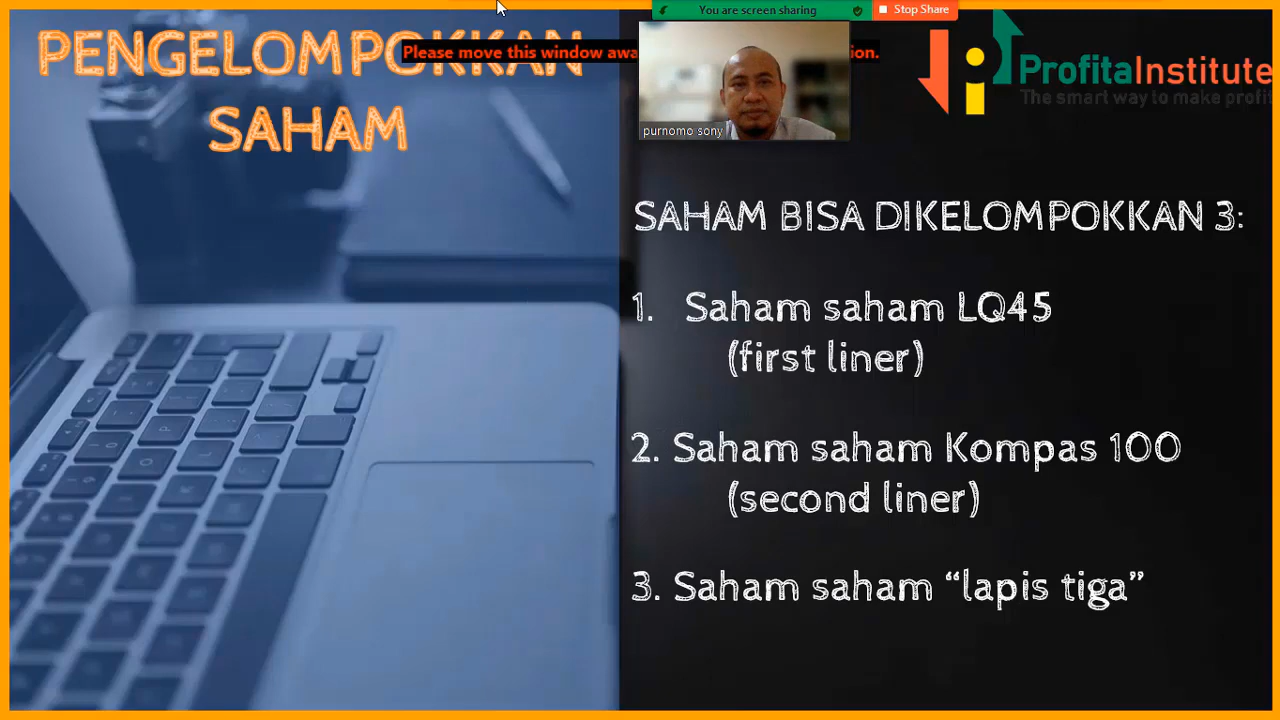 You are screen sharing
Stop Share
Please move this window awa
ion.
PENGELOMPOKKAN
SAHAM
purnomo sony
ProfitaInstitute
The smart way to make profit
SAHAM BISA DIKELOMPOKKAN 3:
1. Saham saham LQ45
(first liner)
2. Saham saham Kompas 100
(second liner)
3. Saham saham “lapis tiga”